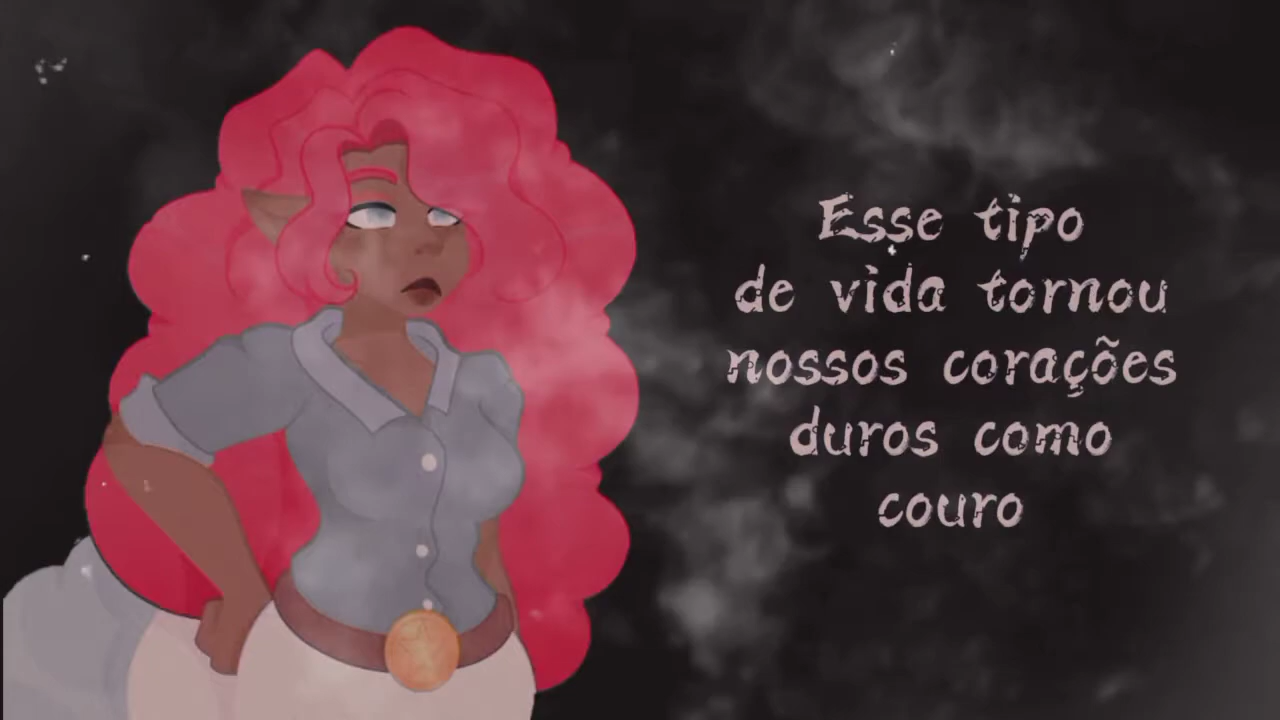 Esse tipo
de vida tornou
nossos corações
duros como
couro